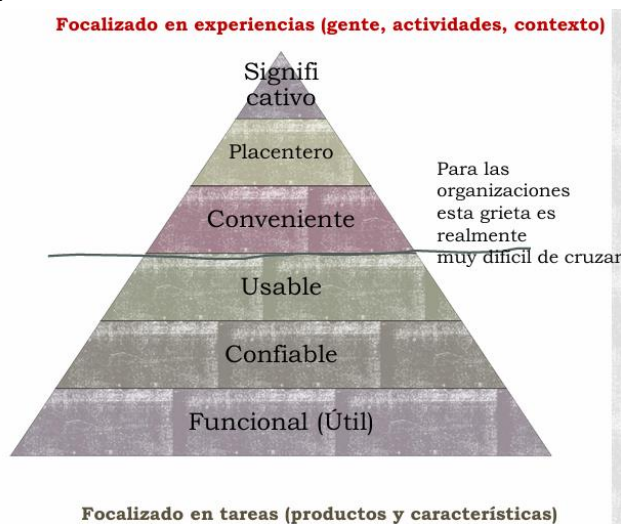 Focalizado en experiencias (gente, actividades, contexto)
Signifi
cativo
Placentero
Conveniente
Para las
organizaciones
esta grieta es
realmente
muy difícil de cruzar
Usable
Confiable
Funcional (Útil)
Focalizado en tareas (productos y características)